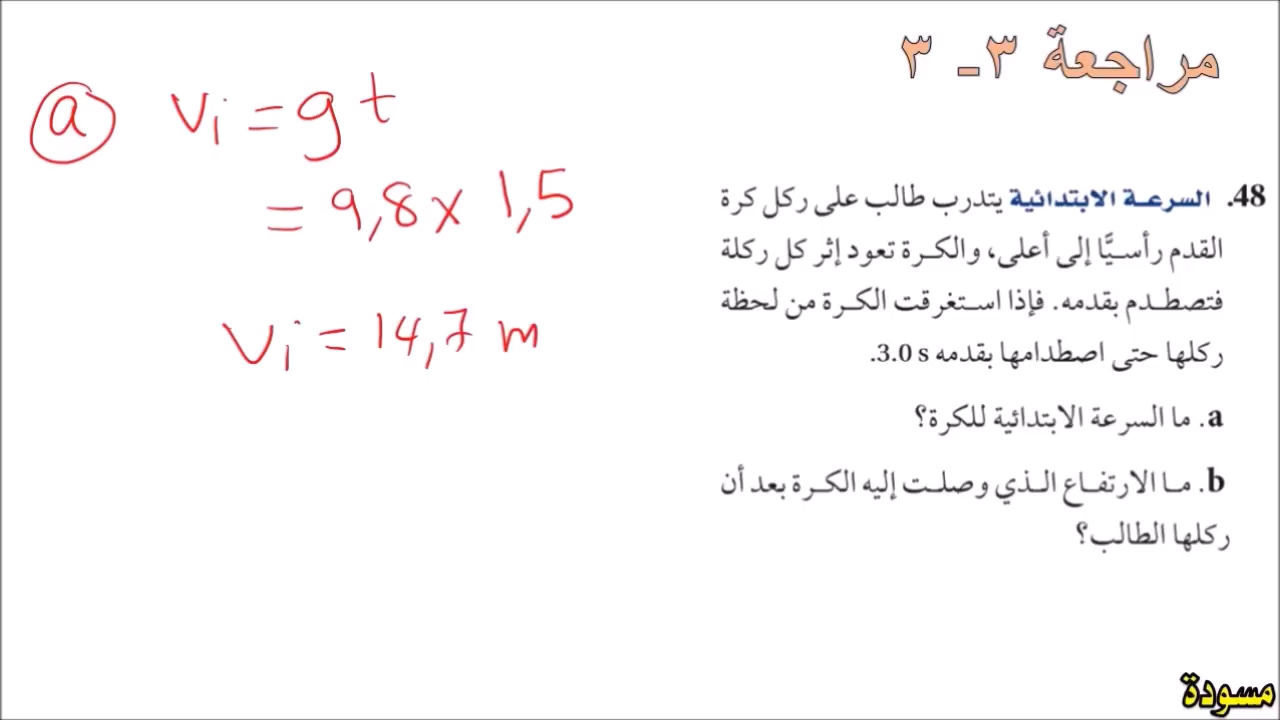 مراجعة ٣-٣
a vᵢ = g t
= 9,8 × 1,5
vᵢ = 14,7 m
48. السرعة الابتدائية يتدرب طالب على ركل كرة
القدم رأسيًّا إلى أعلى، والكرة تعود إثر كل ركلة
فتصطدم بقدمه. فإذا استغرقت الكرة من لحظة
ركلها حتى اصطدامها بقدمه 3.0 s.
a. ما السرعة الابتدائية للكرة؟
b. ما الارتفاع الذي وصلت إليه الكرة بعد أن
ركلها الطالب؟
مسودة